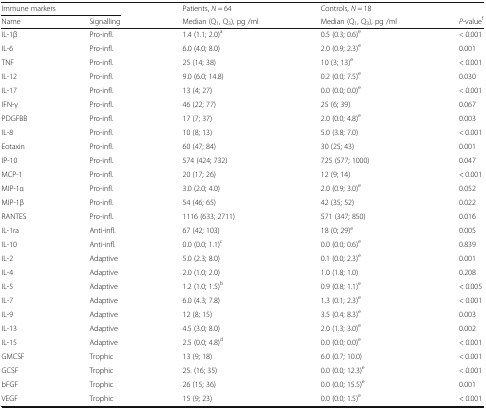 Immune markers Patients, N = 64 Controls, N = 18
Name Signalling Median (Q1, Q3), pg /ml Median (Q1, Q3), pg /ml P-value^f
IL-1β Pro-infl. 1.4 (1.1; 2.0)^a 0.5 (0.3; 0.6)^e < 0.001
IL-6 Pro-infl. 6.0 (4.0; 8.0) 2.0 (0.9; 2.3)^e 0.001
TNF Pro-infl. 25 (14; 38) 10 (3; 13)^e < 0.001
IL-12 Pro-infl. 9.0 (6.0; 14.8) 0.2 (0.0; 7.5)^e 0.030
IL-17 Pro-infl. 13 (4; 27) 0.0 (0.0; 0.0)^e < 0.001
IFN-γ Pro-infl. 46 (22; 77) 25 (6; 39) 0.067
PDGFBB Pro-infl. 17 (7; 37) 2.0 (0.0; 4.8)^e 0.003
IL-8 Pro-infl. 10 (8; 13) 5.0 (3.8; 7.0) < 0.001
Eotaxin Pro-infl. 60 (47; 84) 30 (25; 43) 0.001
IP-10 Pro-infl. 574 (424; 732) 725 (577; 1000) 0.047
MCP-1 Pro-infl. 20 (17; 26) 12 (9; 14) < 0.001
MIP-1α Pro-infl. 3.0 (2.0; 4.0) 2.0 (0.9; 3.0)^e 0.052
MIP-1β Pro-infl. 54 (46; 65) 42 (35; 52) 0.022
RANTES Pro-infl. 1116 (633; 2711) 571 (347; 850) 0.016
IL-1ra Anti-infl. 67 (42; 103) 18 (0; 29)^e 0.005
IL-10 Anti-infl. 0.0 (0.0; 1.1)^c 0.0 (0.0; 0.6)^e 0.839
IL-2 Adaptive 5.0 (2.3; 8.0) 0.1 (0.0; 2.3)^e 0.001
IL-4 Adaptive 2.0 (1.0; 2.0) 1.0 (1.8; 1.0) 0.208
IL-5 Adaptive 1.2 (1.0; 1.5)^b 0.9 (0.8; 1.1)^e < 0.005
IL-7 Adaptive 6.0 (4.3; 7.8) 1.3 (0.1; 2.3)^e < 0.001
IL-9 Adaptive 12 (8; 15) 3.5 (0.4; 8.3)^e 0.003
IL-13 Adaptive 4.5 (3.0; 8.0) 2.0 (1.3; 3.0)^e 0.002
IL-15 Adaptive 2.5 (0.0; 4.8)^d 0.0 (0.0; 0.0)^e < 0.001
GMCSF Trophic 13 (9; 18) 6.0 (0.7; 10.0) < 0.001
GCSF Trophic 25. (16; 35) 0.0 (0.0; 12.3)^e < 0.001
bFGF Trophic 26 (15; 36) 0.0 (0.0; 15.5)^e 0.001
VEGF Trophic 15 (9; 23) 0.0 (0.0; 1.5)^e < 0.001